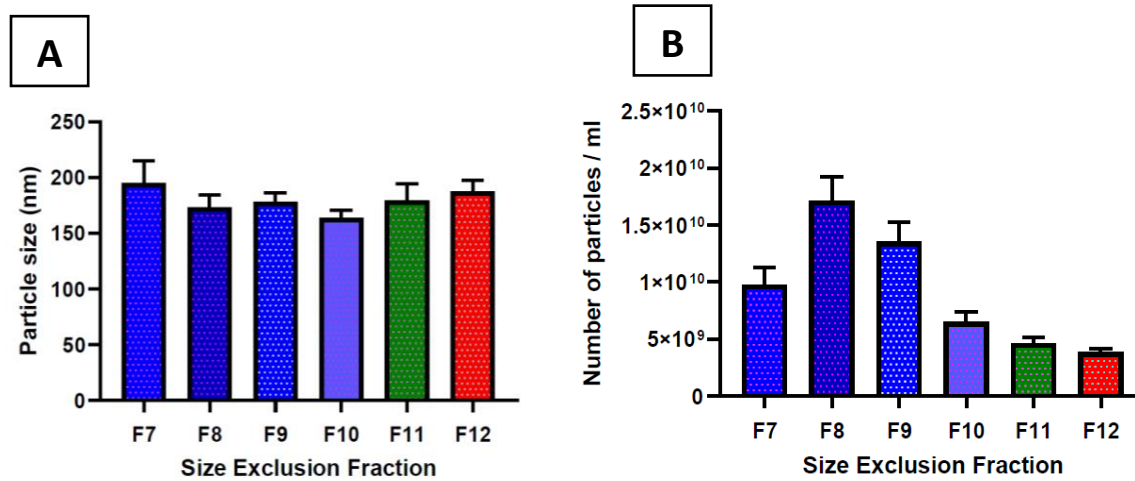 A
B
Particle size (nm)
250
200
150
100
50
0
F7 F8 F9 F10 F11 F12
Size Exclusion Fraction
Number of particles / ml
2.5×10¹⁰
2×10¹⁰
1.5×10¹⁰
1×10¹⁰
5×10⁹
0
F7 F8 F9 F10 F11 F12
Size Exclusion Fraction